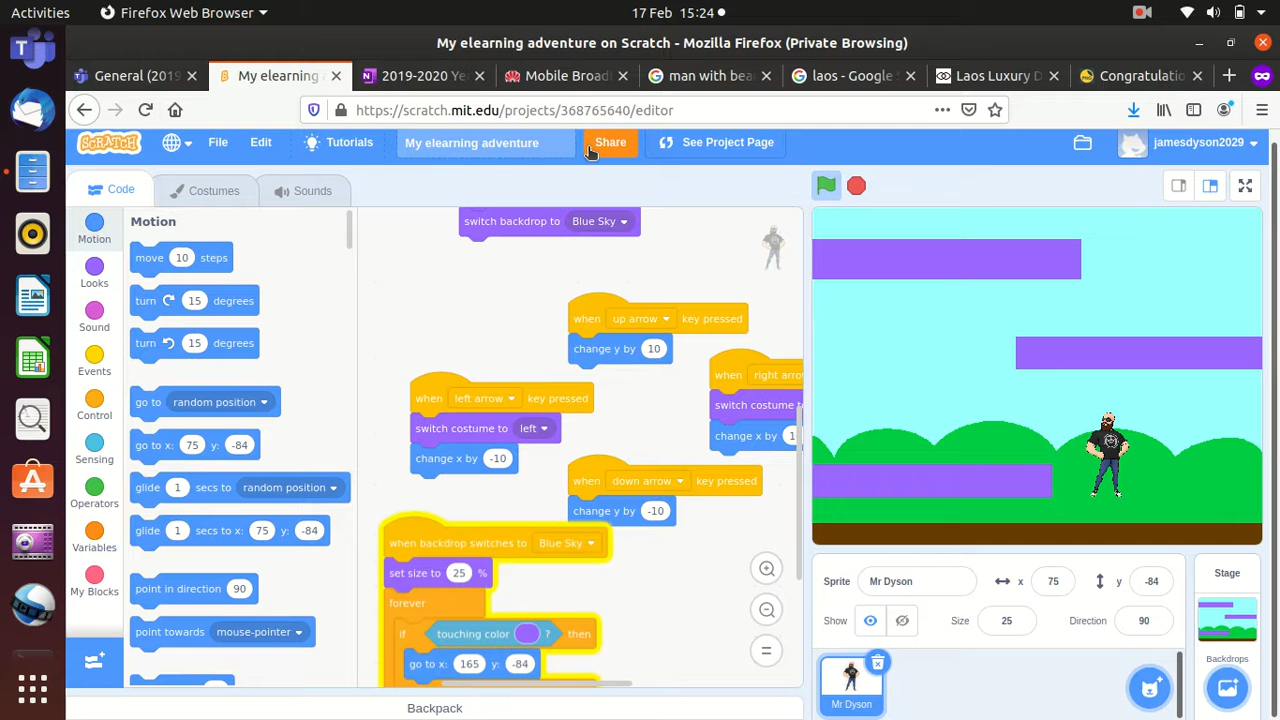 Activities
Firefox Web Browser
17 Feb 15:24
My elearning adventure on Scratch - Mozilla Firefox (Private Browsing)
General (2019
My elearning
2019-2020 Ye
Mobile Broad
man with bea
laos - Google S
Laos Luxury D
Congratulatio
https://scratch.mit.edu/projects/368765640/editor
SCRATCH
File
Edit
Tutorials
My elearning adventure
Share
See Project Page
jamesdyson2029
Code
Costumes
Sounds
Motion
Looks
Sound
Events
Control
Sensing
Operators
Variables
My Blocks
Motion
move 10 steps
turn 15 degrees
turn 15 degrees
go to random position
go to x: 75 y: -84
glide 1 secs to random position
glide 1 secs to x: 75 y: -84
point in direction 90
point towards mouse-pointer
switch backdrop to Blue Sky
when up arrow key pressed
change y by 10
when right arrow
switch costume to
change x by 1
when left arrow key pressed
switch costume to left
change x by -10
when down arrow key pressed
change y by -10
when backdrop switches to Blue Sky
set size to 25 %
forever
if touching color ? then
go to x: 165 y: -84
Backpack
Sprite Mr Dyson x 75 y -84
Show Size 25 Direction 90
Mr Dyson
Stage
Backdrops